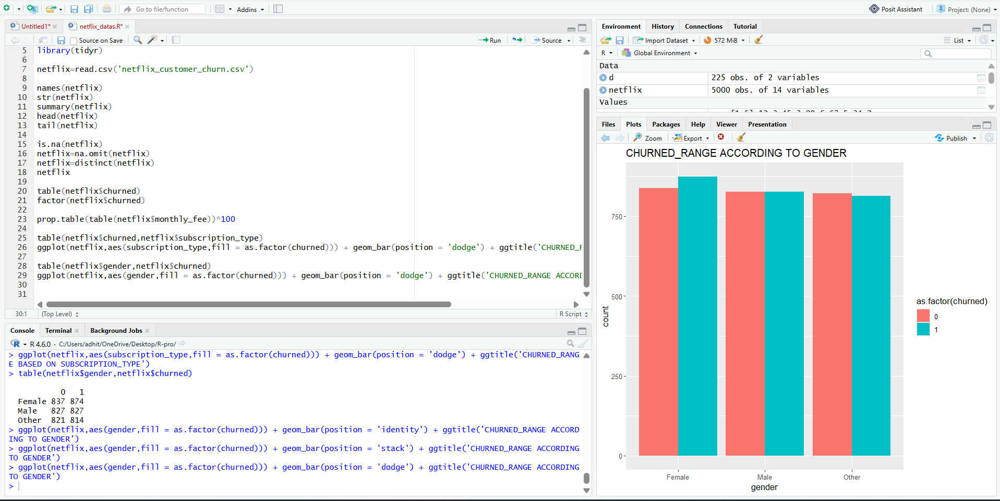 Go to file/function
Addins
Posit Assistant
Project: (None)
Untitled1*
netflix_datas.R*
Source on Save
Run
Source
5 library(tidyr)
6
7 netflix=read.csv('netflix_customer_churn.csv')
8
9 names(netflix)
10 str(netflix)
11 summary(netflix)
12 head(netflix)
13 tail(netflix)
14
15 is.na(netflix)
16 netflix=na.omit(netflix)
17 netflix=distinct(netflix)
18 netflix
19
20 table(netflix$churned)
21 factor(netflix$churned)
22
23 prop.table(table(netflix$monthly_fee))*100
24
25 table(netflix$churned,netflix$subscription_type)
26 ggplot(netflix,aes(subscription_type,fill = as.factor(churned))) + geom_bar(position = 'dodge') + ggtitle('CHURNED_
27
28 table(netflix$gender,netflix$churned)
29 ggplot(netflix,aes(gender,fill = as.factor(churned))) + geom_bar(position = 'dodge') + ggtitle('CHURNED_RANGE ACCORD
30
31
30:1
(Top Level)
R Script
Console
Terminal
Background Jobs
R 4.6.0 · C:/Users/adhit/OneDrive/Desktop/R-pro/
> ggplot(netflix,aes(subscription_type,fill = as.factor(churned))) + geom_bar(position = 'dodge') + ggtitle('CHURNED_RANG
E BASED ON SUBSCRIPTION_TYPE')
> table(netflix$gender,netflix$churned)
0 1
Female 837 874
Male 827 827
Other 821 814
> ggplot(netflix,aes(gender,fill = as.factor(churned))) + geom_bar(position = 'identity') + ggtitle('CHURNED_RANGE ACCORD
ING TO GENDER')
> ggplot(netflix,aes(gender,fill = as.factor(churned))) + geom_bar(position = 'stack') + ggtitle('CHURNED_RANGE ACCORDING
TO GENDER')
> ggplot(netflix,aes(gender,fill = as.factor(churned))) + geom_bar(position = 'dodge') + ggtitle('CHURNED_RANGE ACCORDING
TO GENDER')
>
Environment
History
Connections
Tutorial
Import Dataset
572 MiB
List
R
Global Environment
Data
d 225 obs. of 2 variables
netflix 5000 obs. of 14 variables
Values
Files
Plots
Packages
Help
Viewer
Presentation
Zoom
Export
Publish
CHURNED_RANGE ACCORDING TO GENDER
750
500
250
0
count
Female
Male
Other
gender
as.factor(churned)
0
1